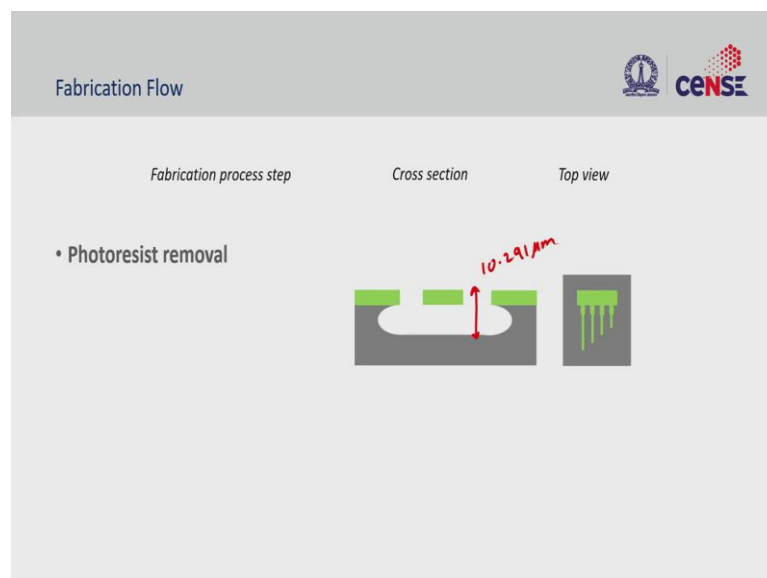 Fabrication Flow
CeNSE
Fabrication process step
Cross section
Top view
• Photoresist removal
10.291 µm